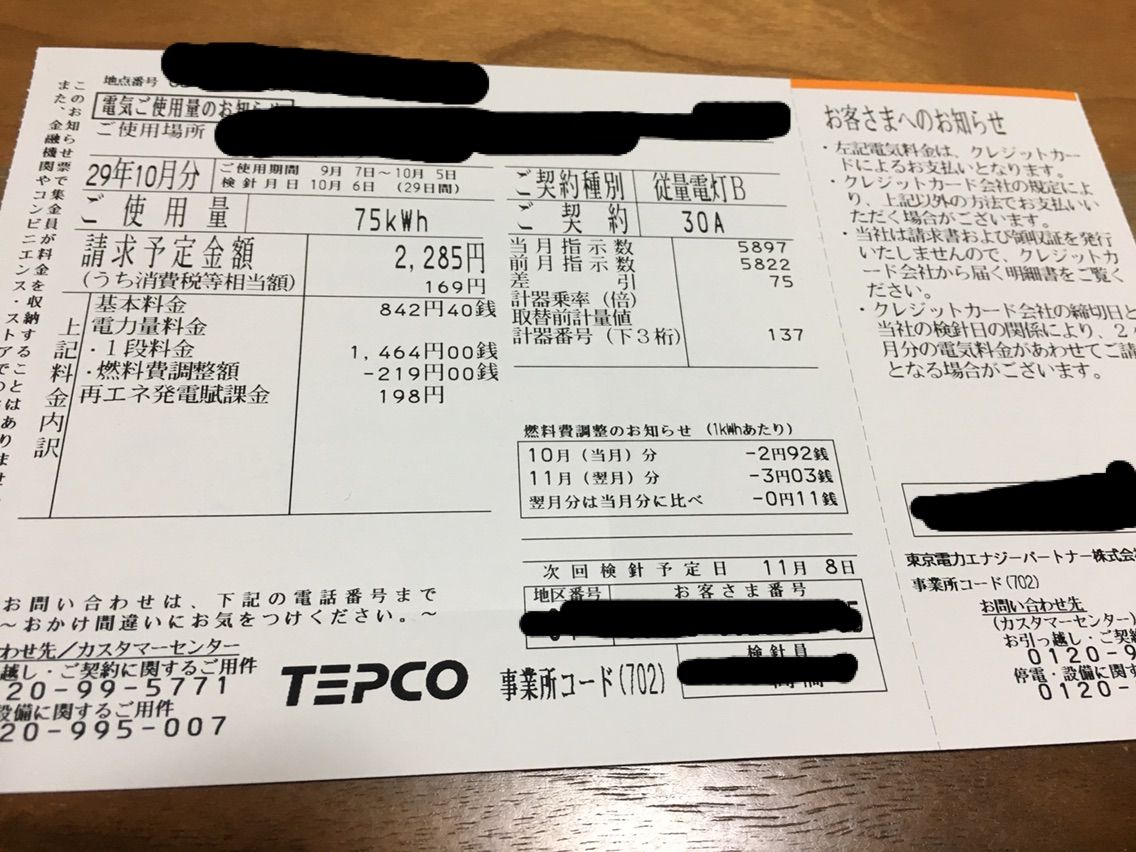 地点番号
電気ご使用量のお知らせ
ご使用場所
29年10月分
ご使用期間 9月 7日~10月 5日
検針月日 10月 6日 (29日間)
ご使用量 75kWh
請求予定金額 2,285円
(うち消費税等相当額) 169円
上記料金内訳
基本料金 842円40銭
電力量料金
・1段料金 1,464円00銭
・燃料費調整額 -219円00銭
再エネ発電賦課金 198円
このお知らせ票で集金員が料金を収納することはありませ
また、金融機関やコンビニエンス・ストアでの
ご契約種別 従量電灯B
ご契約 30A
当月指示数 5897
前月指示数 5822
差引 75
計器乗率(倍)
取替前計量値
計器番号(下3桁) 137
燃料費調整のお知らせ (1kWhあたり)
10月(当月)分 -2円92銭
11月(翌月)分 -3円03銭
翌月分は当月分に比べ -0円11銭
次回検針予定日 11月 8日
地区番号 お客さま番号
検針員
事業所コード(702)
お問い合わせは、下記の電話番号まで
~おかけ間違いにお気をつけください。~
わせ先/カスタマーセンター
越し・ご契約に関するご用件
20-99-5771
設備に関するご用件
20-995-007
TEPCO
お客さまへのお知らせ
・左記電気料金は、クレジットカー
ドによるお支払いとなります。
・クレジットカード会社の規定によ
り、上記以外の方法でお支払いい
ただく場合がございます。
・当社は請求書および領収証を発行
いたしませんので、クレジットカ
ード会社から届く明細書をご覧く
ださい。
・クレジットカード会社の締切日と
当社の検針日の関係により、2
月分の電気料金があわせてご請
となる場合がございます。
東京電力エナジーパートナー株式会
事業所コード(702)
お問い合わせ先
(カスタマーセンター)
お引っ越し・ご契
0120-9
停電・設備に関する
0120-